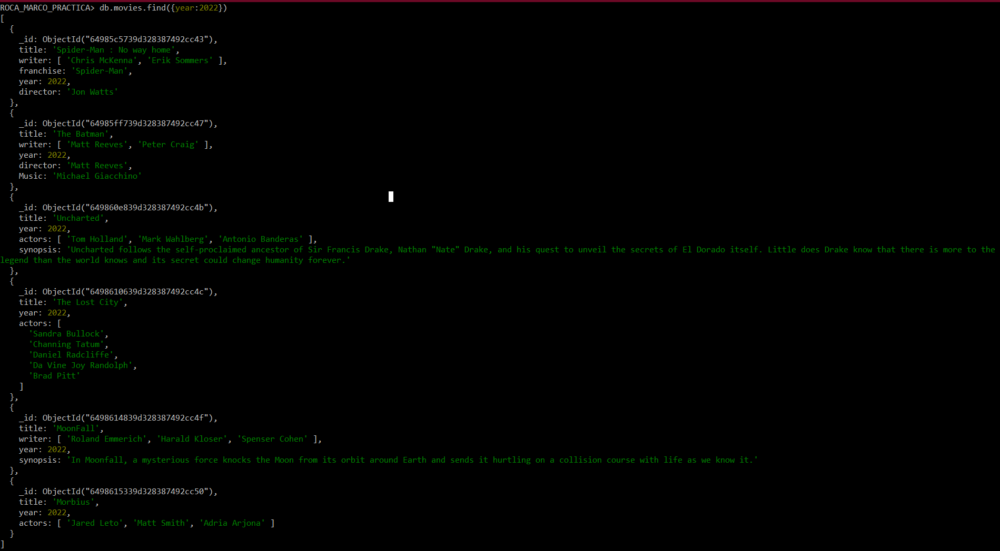 ROCA_MARCO_PRACTICA> db.movies.find({year:2022})
[
  {
    _id: ObjectId("64985c5739d328387492cc43"),
    title: 'Spider-Man : No way home',
    writer: [ 'Chris McKenna', 'Erik Sommers' ],
    franchise: 'Spider-Man',
    year: 2022,
    director: 'Jon Watts'
  },
  {
    _id: ObjectId("64985ff739d328387492cc47"),
    title: 'The Batman',
    writer: [ 'Matt Reeves', 'Peter Craig' ],
    year: 2022,
    director: 'Matt Reeves',
    Music: 'Michael Giacchino'
  },
  {
    _id: ObjectId("649860e839d328387492cc4b"),
    title: 'Uncharted',
    year: 2022,
    actors: [ 'Tom Holland', 'Mark Wahlberg', 'Antonio Banderas' ],
    synopsis: 'Uncharted follows the self-proclaimed ancestor of Sir Francis Drake, Nathan "Nate" Drake, and his quest to unveil the secrets of El Dorado itself. Little does Drake know that there is more to the
legend than the world knows and its secret could change humanity forever.'
  },
  {
    _id: ObjectId("6498610639d328387492cc4c"),
    title: 'The Lost City',
    year: 2022,
    actors: [
      'Sandra Bullock',
      'Channing Tatum',
      'Daniel Radcliffe',
      'Da Vine Joy Randolph',
      'Brad Pitt'
    ]
  },
  {
    _id: ObjectId("6498614839d328387492cc4f"),
    title: 'MoonFall',
    writer: [ 'Roland Emmerich', 'Harald Kloser', 'Spenser Cohen' ],
    year: 2022,
    synopsis: 'In Moonfall, a mysterious force knocks the Moon from its orbit around Earth and sends it hurtling on a collision course with life as we know it.'
  },
  {
    _id: ObjectId("6498615339d328387492cc50"),
    title: 'Morbius',
    year: 2022,
    actors: [ 'Jared Leto', 'Matt Smith', 'Adria Arjona' ]
  }
]